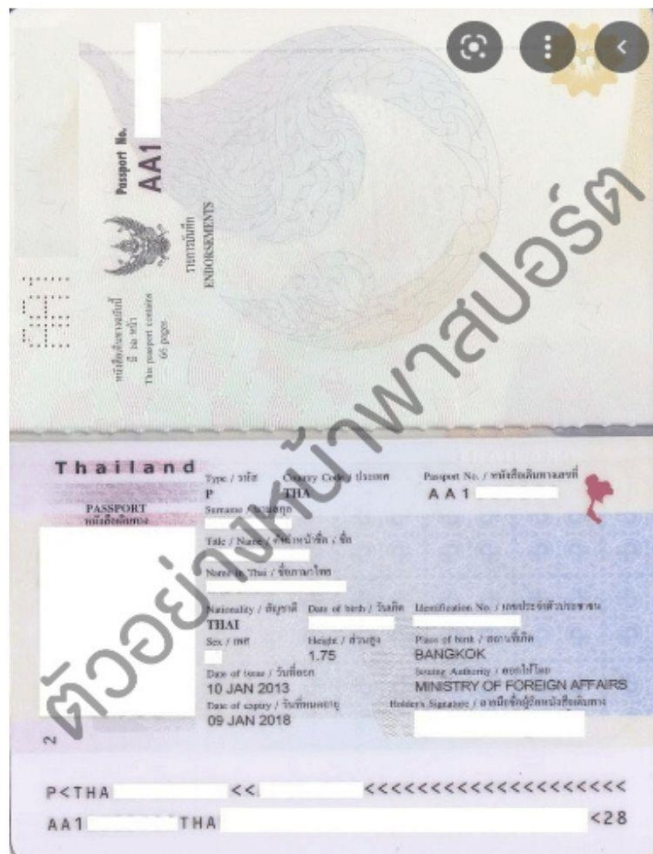 Passport No.
AA1
รายการบันทึก
ENDORSEMENTS
หนังสือเดินทางฉบับนี้
มี ๖๖ หน้า
This passport contains
66 pages
ตัวอย่างหน้าพาสปอร์ต
Thailand
PASSPORT
หนังสือเดินทาง
Type / รหัส Country Code / ประเทศ Passport No. / หนังสือเดินทางเลขที่
P THA AA1
Surname / นามสกุล
Title / Name / คำนำหน้าชื่อ / ชื่อ
Name in Thai / ชื่อภาษาไทย
Nationality / สัญชาติ Date of birth / วันเกิด Identification No. / เลขประจำตัวประชาชน
THAI
Sex / เพศ Height / ส่วนสูง Place of birth / สถานที่เกิด
1.75 BANGKOK
Date of issue / วันที่ออก Issuing Authority / ออกให้โดย
10 JAN 2013 MINISTRY OF FOREIGN AFFAIRS
Date of expiry / วันที่หมดอายุ Holder's Signature / ลายมือชื่อผู้ถือหนังสือเดินทาง
09 JAN 2018
2
P<THA << <<<<<<<<<<<<<<<<<<<<<
AA1 THA <28